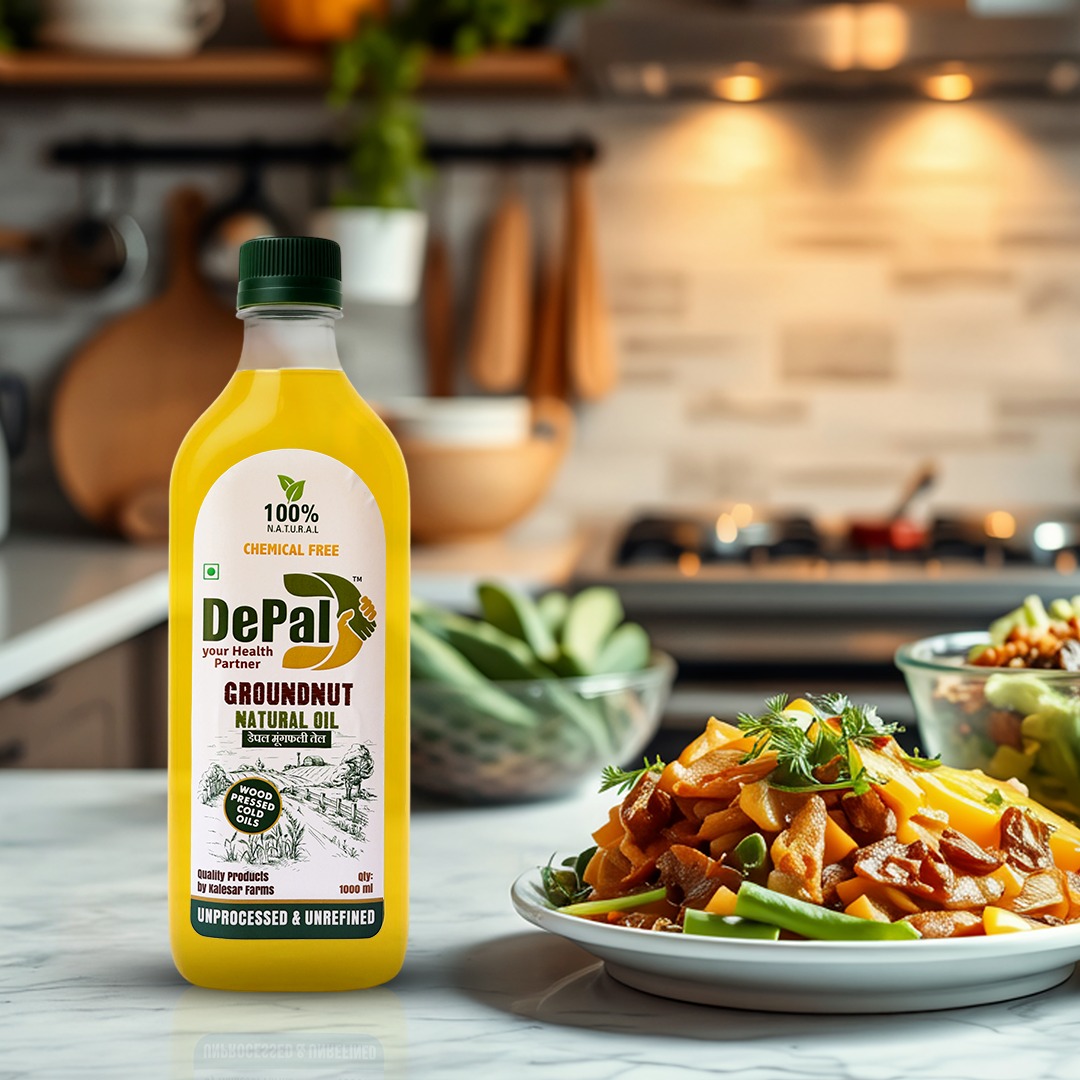 100%
N.A.T.U.R.A.L
CHEMICAL FREE
DePal™
your Health
Partner
GROUNDNUT
NATURAL OIL
डेपल मूंगफली तेल
WOOD
PRESSED
COLD
OILS
Quality Products
by Kalesar Farms
qty:
1000 ml
UNPROCESSED & UNREFINED